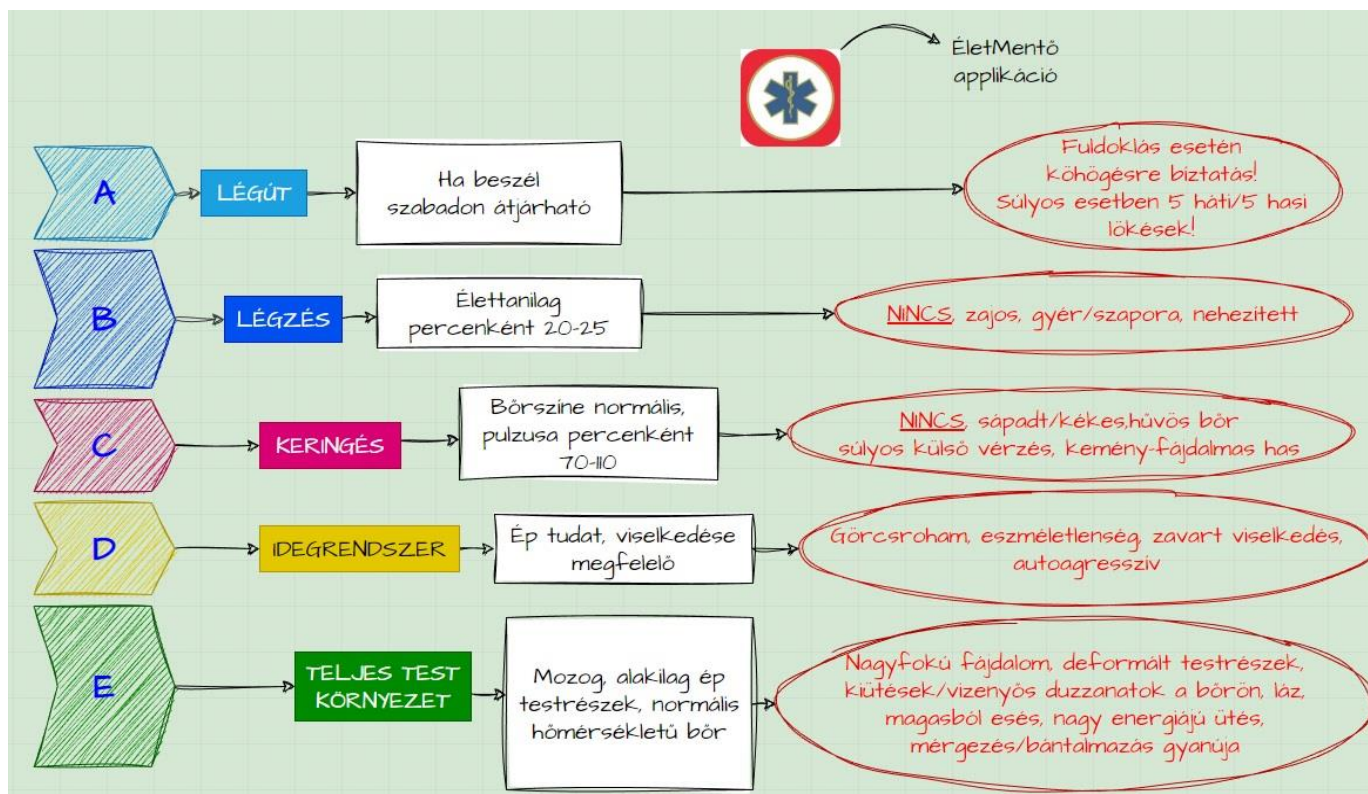 ÉletMentő
applikáció
A
LÉGÚT
Ha beszél
szabadon átjárható
Fuldoklás esetén
köhögésre biztatás!
Súlyos esetben 5 háti/5 hasi
lökések!
B
LÉGZÉS
Élettanilag
percenként 20-25
NiNCS, zajos, gyér/szapora, nehezített
C
KERINGÉS
Bőrszíne normális,
pulzusa percenként
70-110
NiNCS, sápadt/kékes,hűvös bőr
súlyos külső vérzés, kemény-fájdalmas has
D
iDEGRENDSZER
Ép tudat, viselkedése
megfelelő
Görcsroham, eszméletlenség, zavart viselkedés,
autoagresszív
E
TELJES TEST
KÖRNYEZET
Mozog, alakilag ép
testrészek, normális
hőmérsékletű bőr
Nagyfokú fájdalom, deformált testrészek,
kiütések/vizenyős duzzanatok a bőrön, láz,
magasból esés, nagy energiájú ütés,
mérgezés/bántalmazás gyanúja